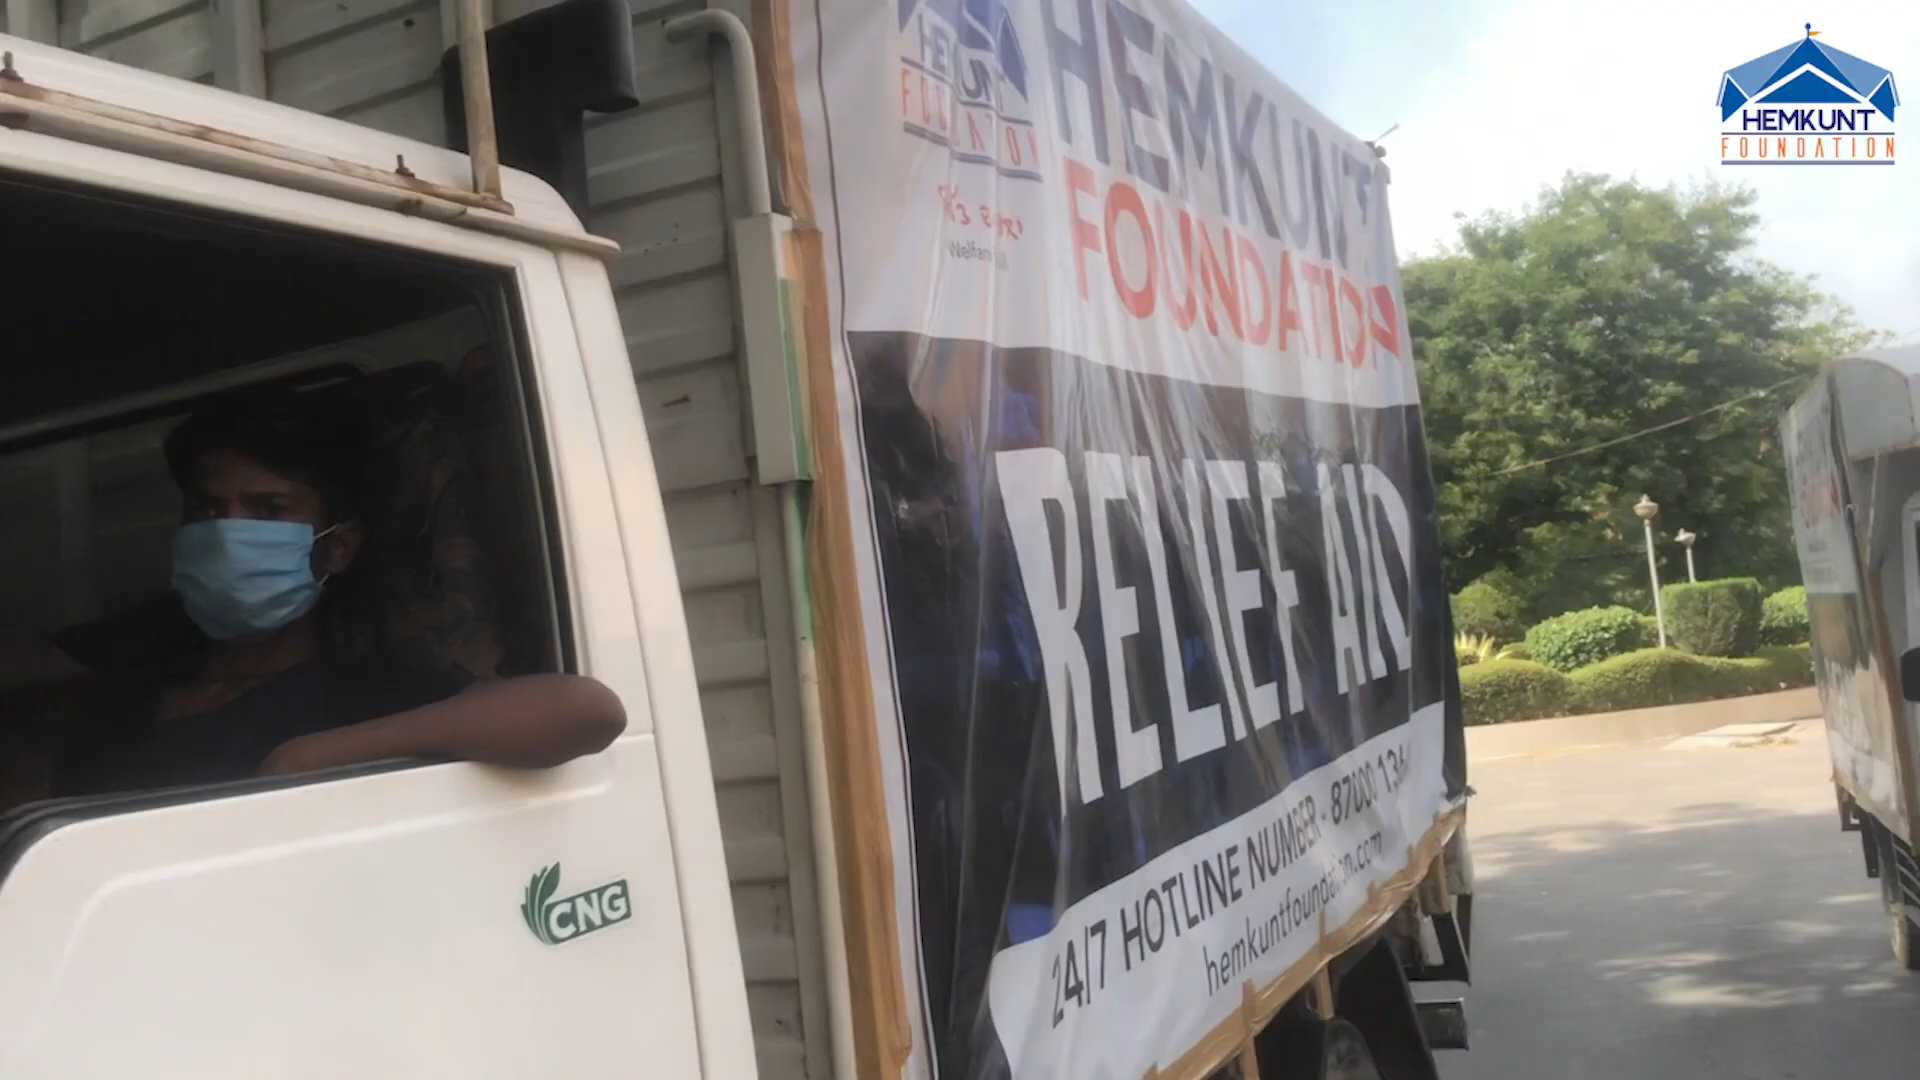 HEMKUNT
FOUNDATION
HEMKUNT
FOUNDATION
HEMKUNT
FOUNDATION
RELIEF AID
24/7 HOTLINE NUMBER - 87000 13
hemkuntfoundation.com
CNG